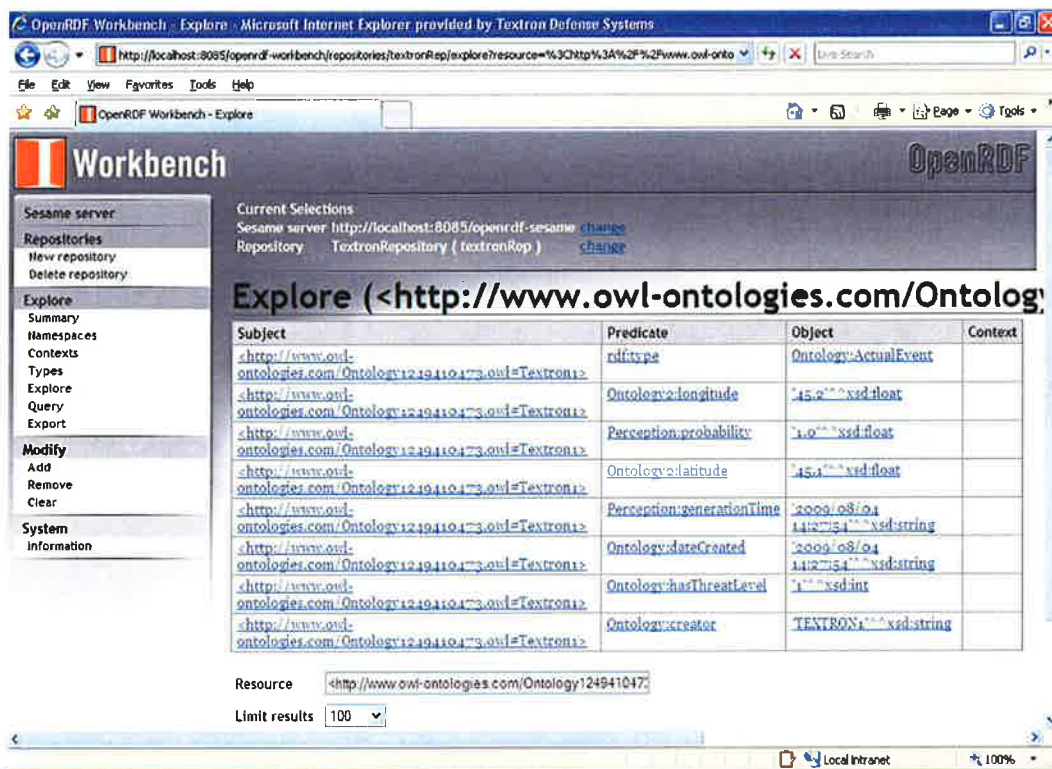 OpenRDF Workbench - Explore - Microsoft Internet Explorer provided by Textron Defense Systems
http://localhost:8085/openrdf-workbench/repositories/textronRep/explore?resource=%3Chttp%3A%2F%2Fwww.owl-onto
Live Search
File Edit View Favorites Tools Help
OpenRDF Workbench - Explore
Page Tools
Workbench
OpenRDF
Sesame server
Repositories
New repository
Delete repository
Explore
Summary
Namespaces
Contexts
Types
Explore
Query
Export
Modify
Add
Remove
Clear
System
Information
Current Selections
Sesame server http://localhost:8085/openrdf-sesame change
Repository TextronRepository ( textronRep ) change
Explore (<http://www.owl-ontologies.com/Ontology
Subject Predicate Object Context
<http://www.owl- rdf:type Ontology:ActualEvent
ontologies.com/Ontology1249410473.owl=Textron1>
<http://www.owl- Ontology2:longitude "45.2"^^xsd:float
ontologies.com/Ontology1249410473.owl=Textron1>
<http://www.owl- Perception:probability "1.0"^^xsd:float
ontologies.com/Ontology1249410473.owl=Textron1>
<http://www.owl- Ontology2:latitude "45.1"^^xsd:float
ontologies.com/Ontology1249410473.owl=Textron1>
<http://www.owl- Perception:generationTime "2009/08/04
ontologies.com/Ontology1249410473.owl=Textron1> 14:27:54"^^xsd:string
<http://www.owl- Ontology:dateCreated "2009/08/04
ontologies.com/Ontology1249410473.owl=Textron1> 14:27:54"^^xsd:string
<http://www.owl- Ontology:hasThreatLevel "1"^^xsd:int
ontologies.com/Ontology1249410473.owl=Textron1>
<http://www.owl- Ontology:creator "TEXTRON1"^^xsd:string
ontologies.com/Ontology1249410473.owl=Textron1>
Resource <http://www.owl-ontologies.com/Ontology124941047
Limit results 100
Local intranet 100%